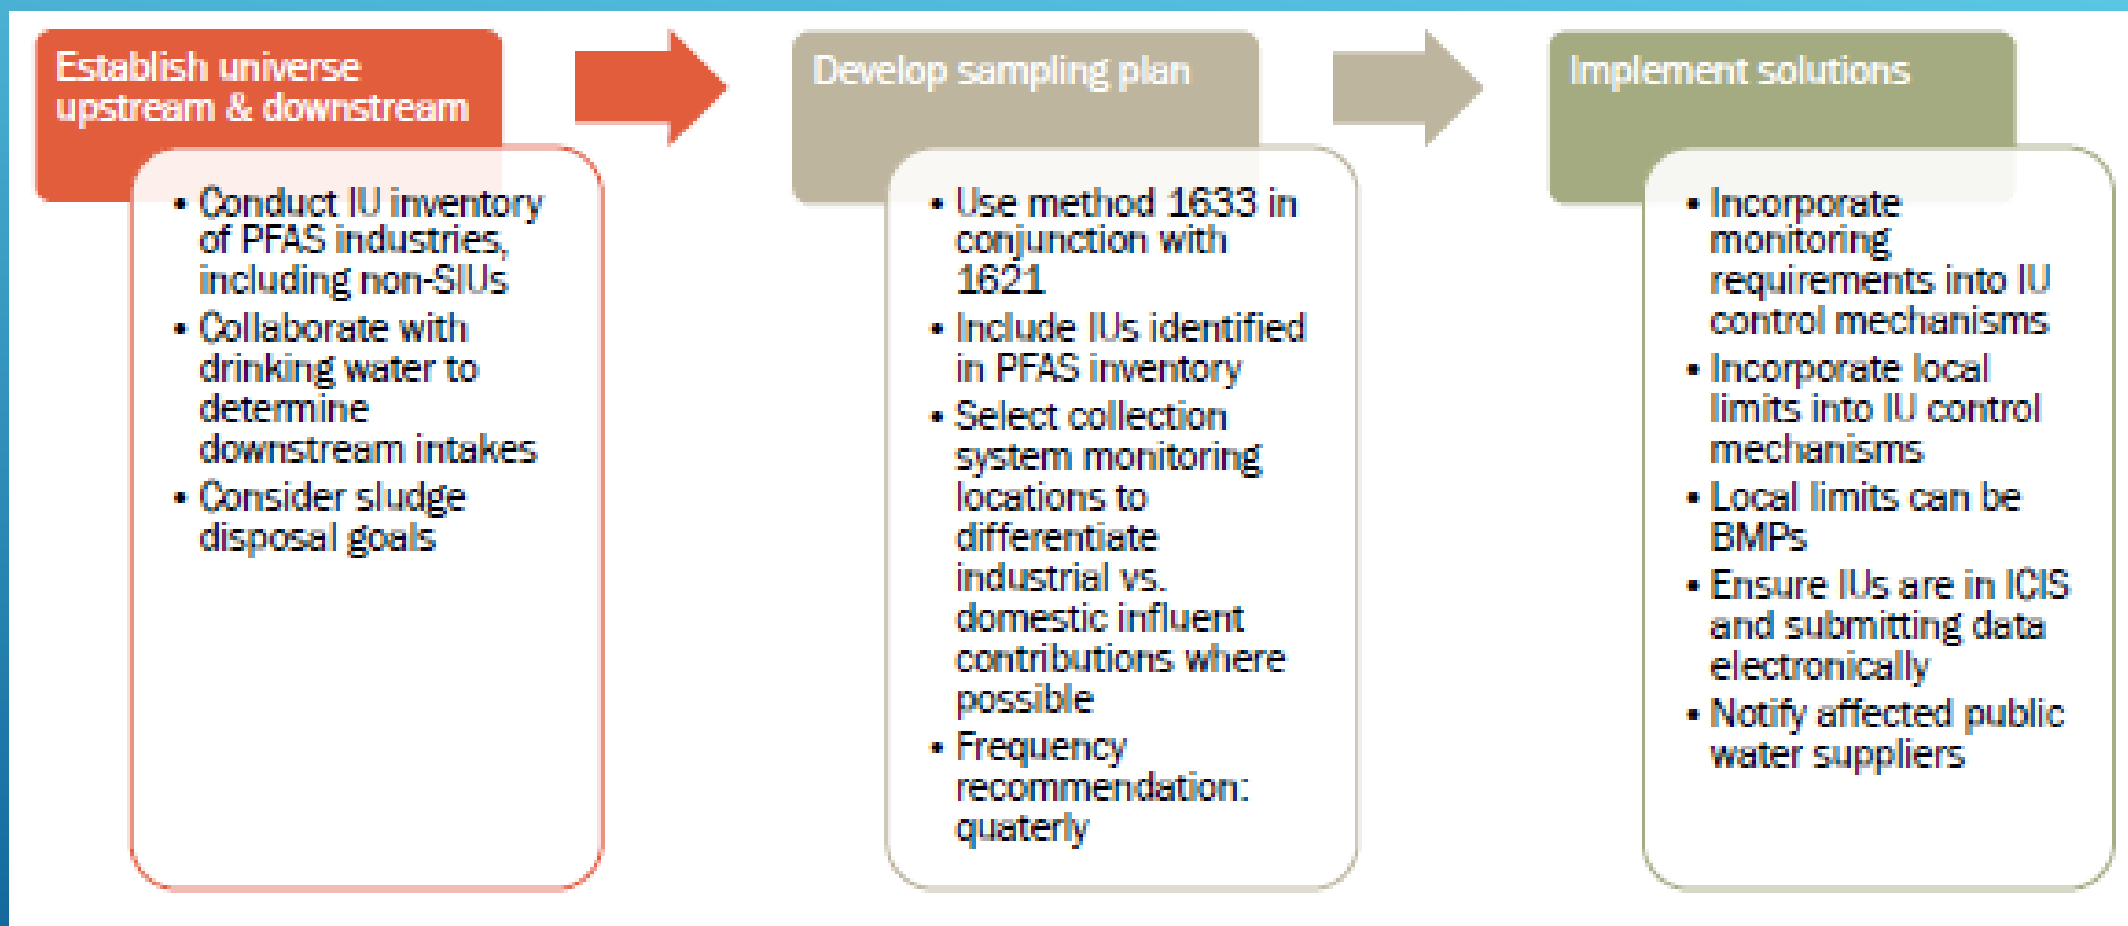 Establish universe
upstream & downstream
• Conduct IU inventory
of PFAS industries,
including non-SIUs
• Collaborate with
drinking water to
determine
downstream intakes
• Consider sludge
disposal goals
Develop sampling plan
• Use method 1633 in
conjunction with
1621
• Include IUs identified
in PFAS inventory
• Select collection
system monitoring
locations to
differentiate
industrial vs.
domestic influent
contributions where
possible
• Frequency
recommendation:
quaterly
Implement solutions
• Incorporate
monitoring
requirements into IU
control mechanisms
• Incorporate local
limits into IU control
mechanisms
• Local limits can be
BMPs
• Ensure IUs are in ICIS
and submitting data
electronically
• Notify affected public
water suppliers